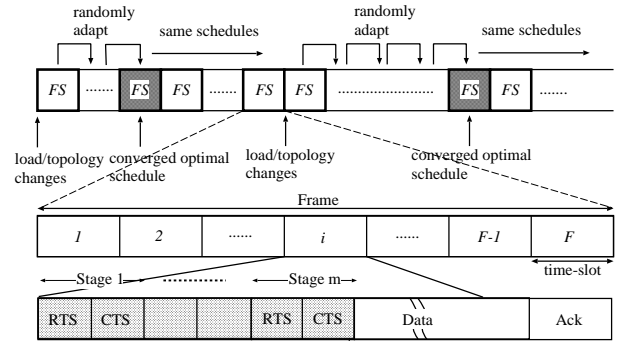 randomly
adapt
same schedules
randomly
adapt
same schedules
FS ....... FS FS ....... FS FS ....................... FS FS .......
load/topology
changes
converged optimal
schedule
load/topology
changes
converged optimal
schedule
Frame
1 2 ...... i ...... F-1 F
time-slot
Stage 1 .............. Stage m
RTS CTS RTS CTS Data Ack